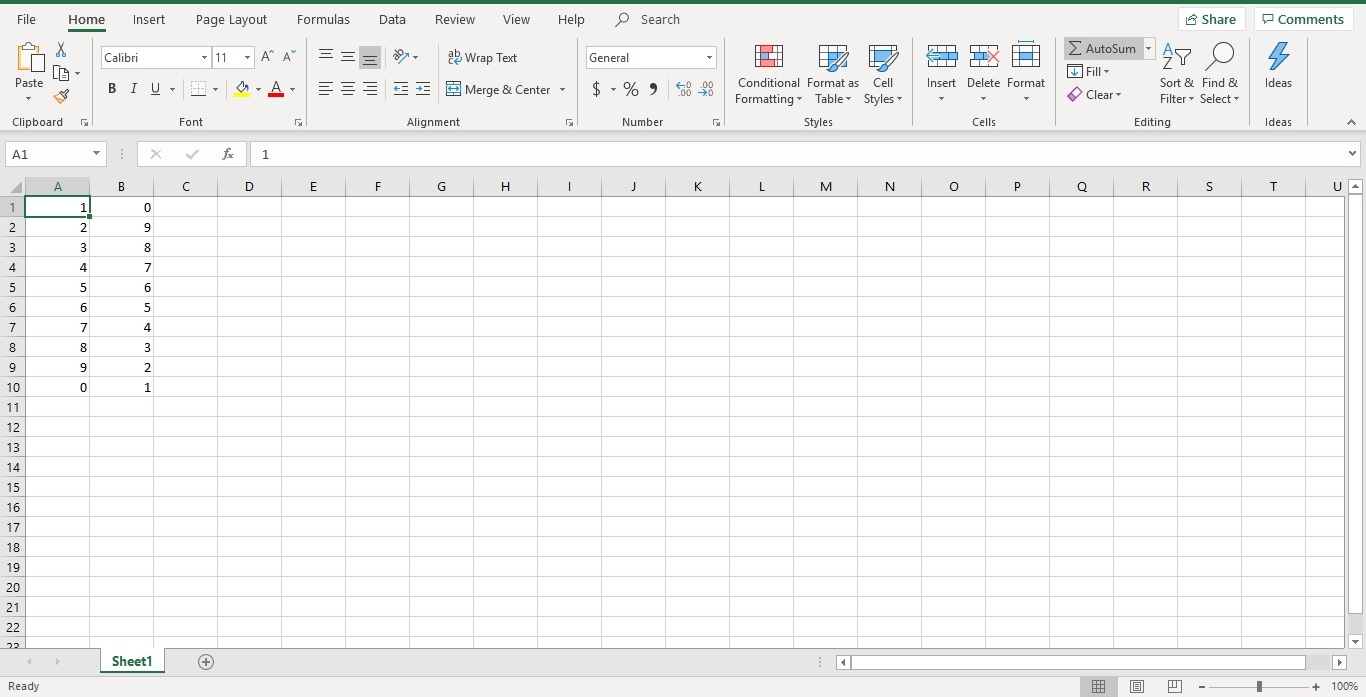 File Home Insert Page Layout Formulas Data Review View Help Search Share Comments
Calibri 11 A A ab Wrap Text General AutoSum
Paste Conditional Formatting Format as Table Cell Styles Insert Delete Format Fill Sort & Filter Find & Select Ideas
B I U A Merge & Center $ % , Clear
Clipboard Font Alignment Number Styles Cells Editing Ideas
A1 fx 1
A B C D E F G H I J K L M N O P Q R S T U
1 1 0
2 2 9
3 3 8
4 4 7
5 5 6
6 6 5
7 7 4
8 8 3
9 9 2
10 0 1
11
12
13
14
15
16
17
18
19
20
21
22
23
Sheet1
Ready 100%